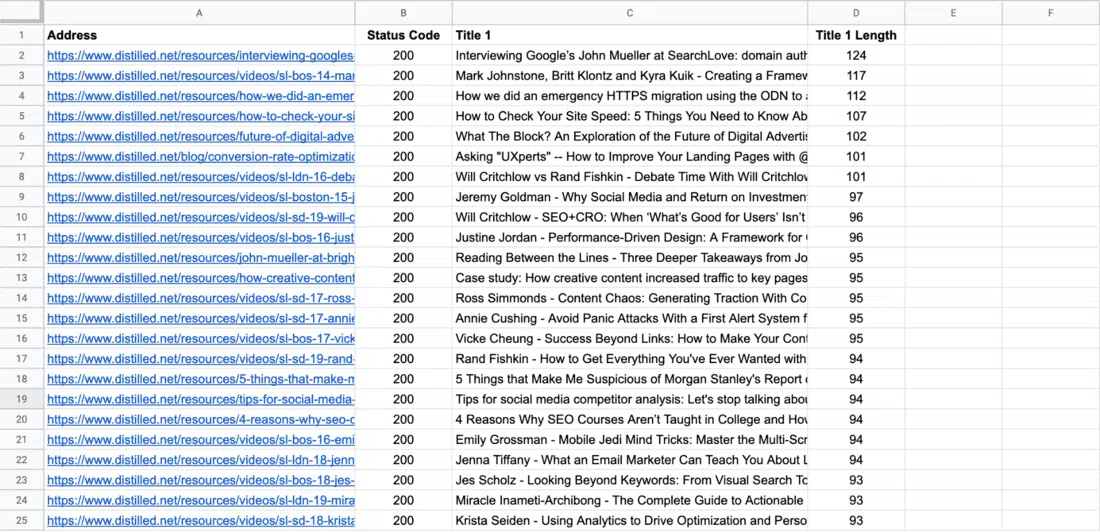 A B C D E F
1 Address Status Code Title 1 Title 1 Length
2 https://www.distilled.net/resources/interviewing-googles- 200 Interviewing Google’s John Mueller at SearchLove: domain auth 124
3 https://www.distilled.net/resources/videos/sl-bos-14-mar 200 Mark Johnstone, Britt Klontz and Kyra Kuik - Creating a Framew 117
4 https://www.distilled.net/resources/how-we-did-an-emer 200 How we did an emergency HTTPS migration using the ODN to a 112
5 https://www.distilled.net/resources/how-to-check-your-si 200 How to Check Your Site Speed: 5 Things You Need to Know Ab 107
6 https://www.distilled.net/resources/future-of-digital-adve 200 What The Block? An Exploration of the Future of Digital Adverti 102
7 https://www.distilled.net/blog/conversion-rate-optimizatic 200 Asking "UXperts" -- How to Improve Your Landing Pages with @ 101
8 https://www.distilled.net/resources/videos/sl-ldn-16-deba 200 Will Critchlow vs Rand Fishkin - Debate Time With Will Critchlow 101
9 https://www.distilled.net/resources/videos/sl-boston-15-j 200 Jeremy Goldman - Why Social Media and Return on Investmen 97
10 https://www.distilled.net/resources/videos/sl-sd-19-will-c 200 Will Critchlow - SEO+CRO: When ‘What’s Good for Users’ Isn’t 96
11 https://www.distilled.net/resources/videos/sl-bos-16-just 200 Justine Jordan - Performance-Driven Design: A Framework for 96
12 https://www.distilled.net/resources/john-mueller-at-brigh 200 Reading Between the Lines - Three Deeper Takeaways from Jo 95
13 https://www.distilled.net/resources/how-creative-content 200 Case study: How creative content increased traffic to key pages 95
14 https://www.distilled.net/resources/videos/sl-sd-17-ross- 200 Ross Simmonds - Content Chaos: Generating Traction With Co 95
15 https://www.distilled.net/resources/videos/sl-sd-17-annie 200 Annie Cushing - Avoid Panic Attacks With a First Alert System f 95
16 https://www.distilled.net/resources/videos/sl-bos-17-vick 200 Vicke Cheung - Success Beyond Links: How to Make Your Cont 95
17 https://www.distilled.net/resources/videos/sl-sd-19-rand- 200 Rand Fishkin - How to Get Everything You've Ever Wanted with 94
18 https://www.distilled.net/resources/5-things-that-make-m 200 5 Things that Make Me Suspicious of Morgan Stanley's Report 94
19 https://www.distilled.net/resources/tips-for-social-media- 200 Tips for social media competitor analysis: Let's stop talking abou 94
20 https://www.distilled.net/resources/4-reasons-why-seo-c 200 4 Reasons Why SEO Courses Aren’t Taught in College and How 94
21 https://www.distilled.net/resources/videos/sl-bos-16-emi 200 Emily Grossman - Mobile Jedi Mind Tricks: Master the Multi-Scr 94
22 https://www.distilled.net/resources/videos/sl-ldn-18-jenn 200 Jenna Tiffany - What an Email Marketer Can Teach You About L 94
23 https://www.distilled.net/resources/videos/sl-bos-18-jes- 200 Jes Scholz - Looking Beyond Keywords: From Visual Search To 93
24 https://www.distilled.net/resources/videos/sl-ldn-19-mira 200 Miracle Inameti-Archibong - The Complete Guide to Actionable 93
25 https://www.distilled.net/resources/videos/sl-sd-18-krista 200 Krista Seiden - Using Analytics to Drive Optimization and Perso 93